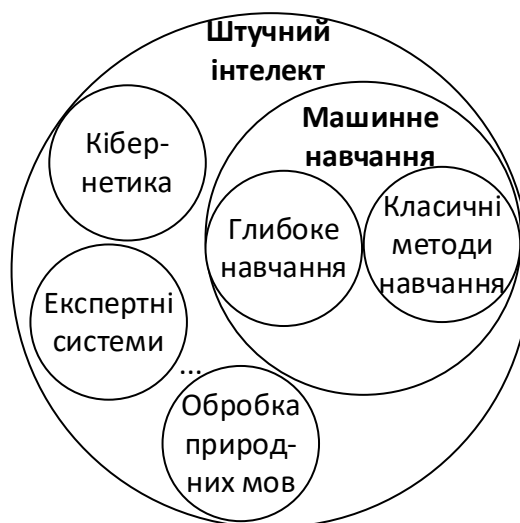 Штучний
інтелект
Машинне
навчання
Кібер-
нетика
Глибоке
навчання
Класичні
методи
навчання
Експертні
системи
...
Обробка
природ-
них мов